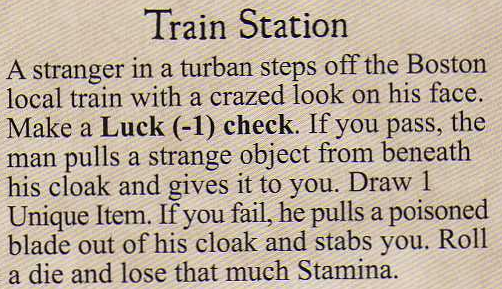 Train Station
A stranger in a turban steps off the Boston
local train with a crazed look on his face.
Make a Luck (-1) check. If you pass, the
man pulls a strange object from beneath
his cloak and gives it to you. Draw 1
Unique Item. If you fail, he pulls a poisoned
blade out of his cloak and stabs you. Roll
a die and lose that much Stamina.